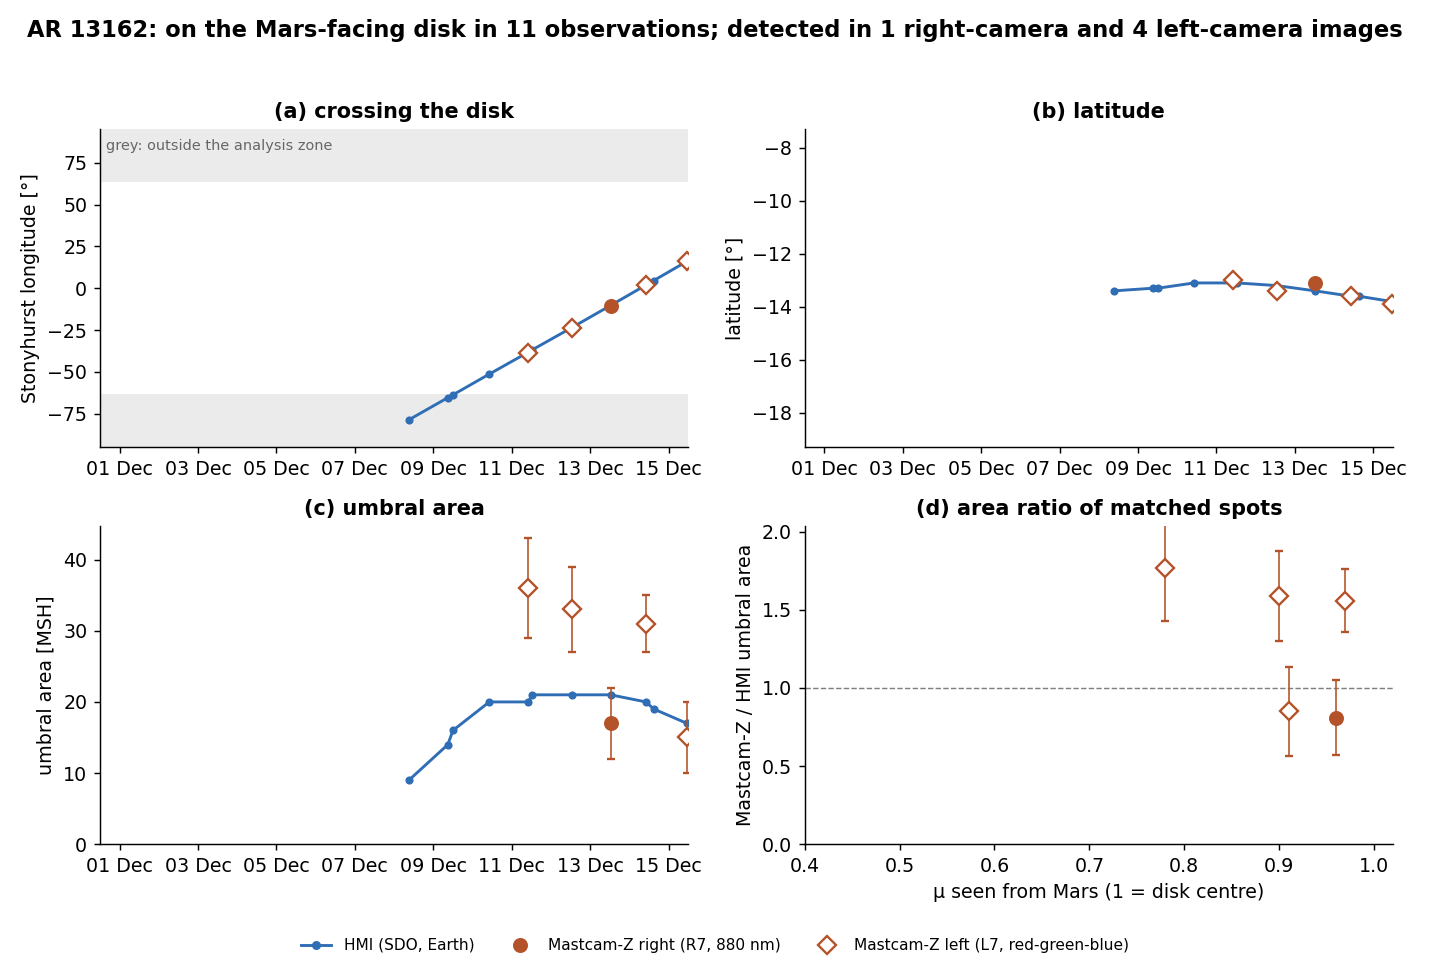 AR 13162: on the Mars-facing disk in 11 observations; detected in 1 right-camera and 4 left-camera images
(a) crossing the disk
grey: outside the analysis zone
Stonyhurst longitude [°]
75
50
25
0
−25
−50
−75
01 Dec 03 Dec 05 Dec 07 Dec 09 Dec 11 Dec 13 Dec 15 Dec
(b) latitude
latitude [°]
−8
−10
−12
−14
−16
−18
01 Dec 03 Dec 05 Dec 07 Dec 09 Dec 11 Dec 13 Dec 15 Dec
(c) umbral area
umbral area [MSH]
40
30
20
10
0
01 Dec 03 Dec 05 Dec 07 Dec 09 Dec 11 Dec 13 Dec 15 Dec
(d) area ratio of matched spots
Mastcam-Z / HMI umbral area
2.0
1.5
1.0
0.5
0.0
0.4 0.5 0.6 0.7 0.8 0.9 1.0
μ seen from Mars (1 = disk centre)
HMI (SDO, Earth) Mastcam-Z right (R7, 880 nm) Mastcam-Z left (L7, red-green-blue)